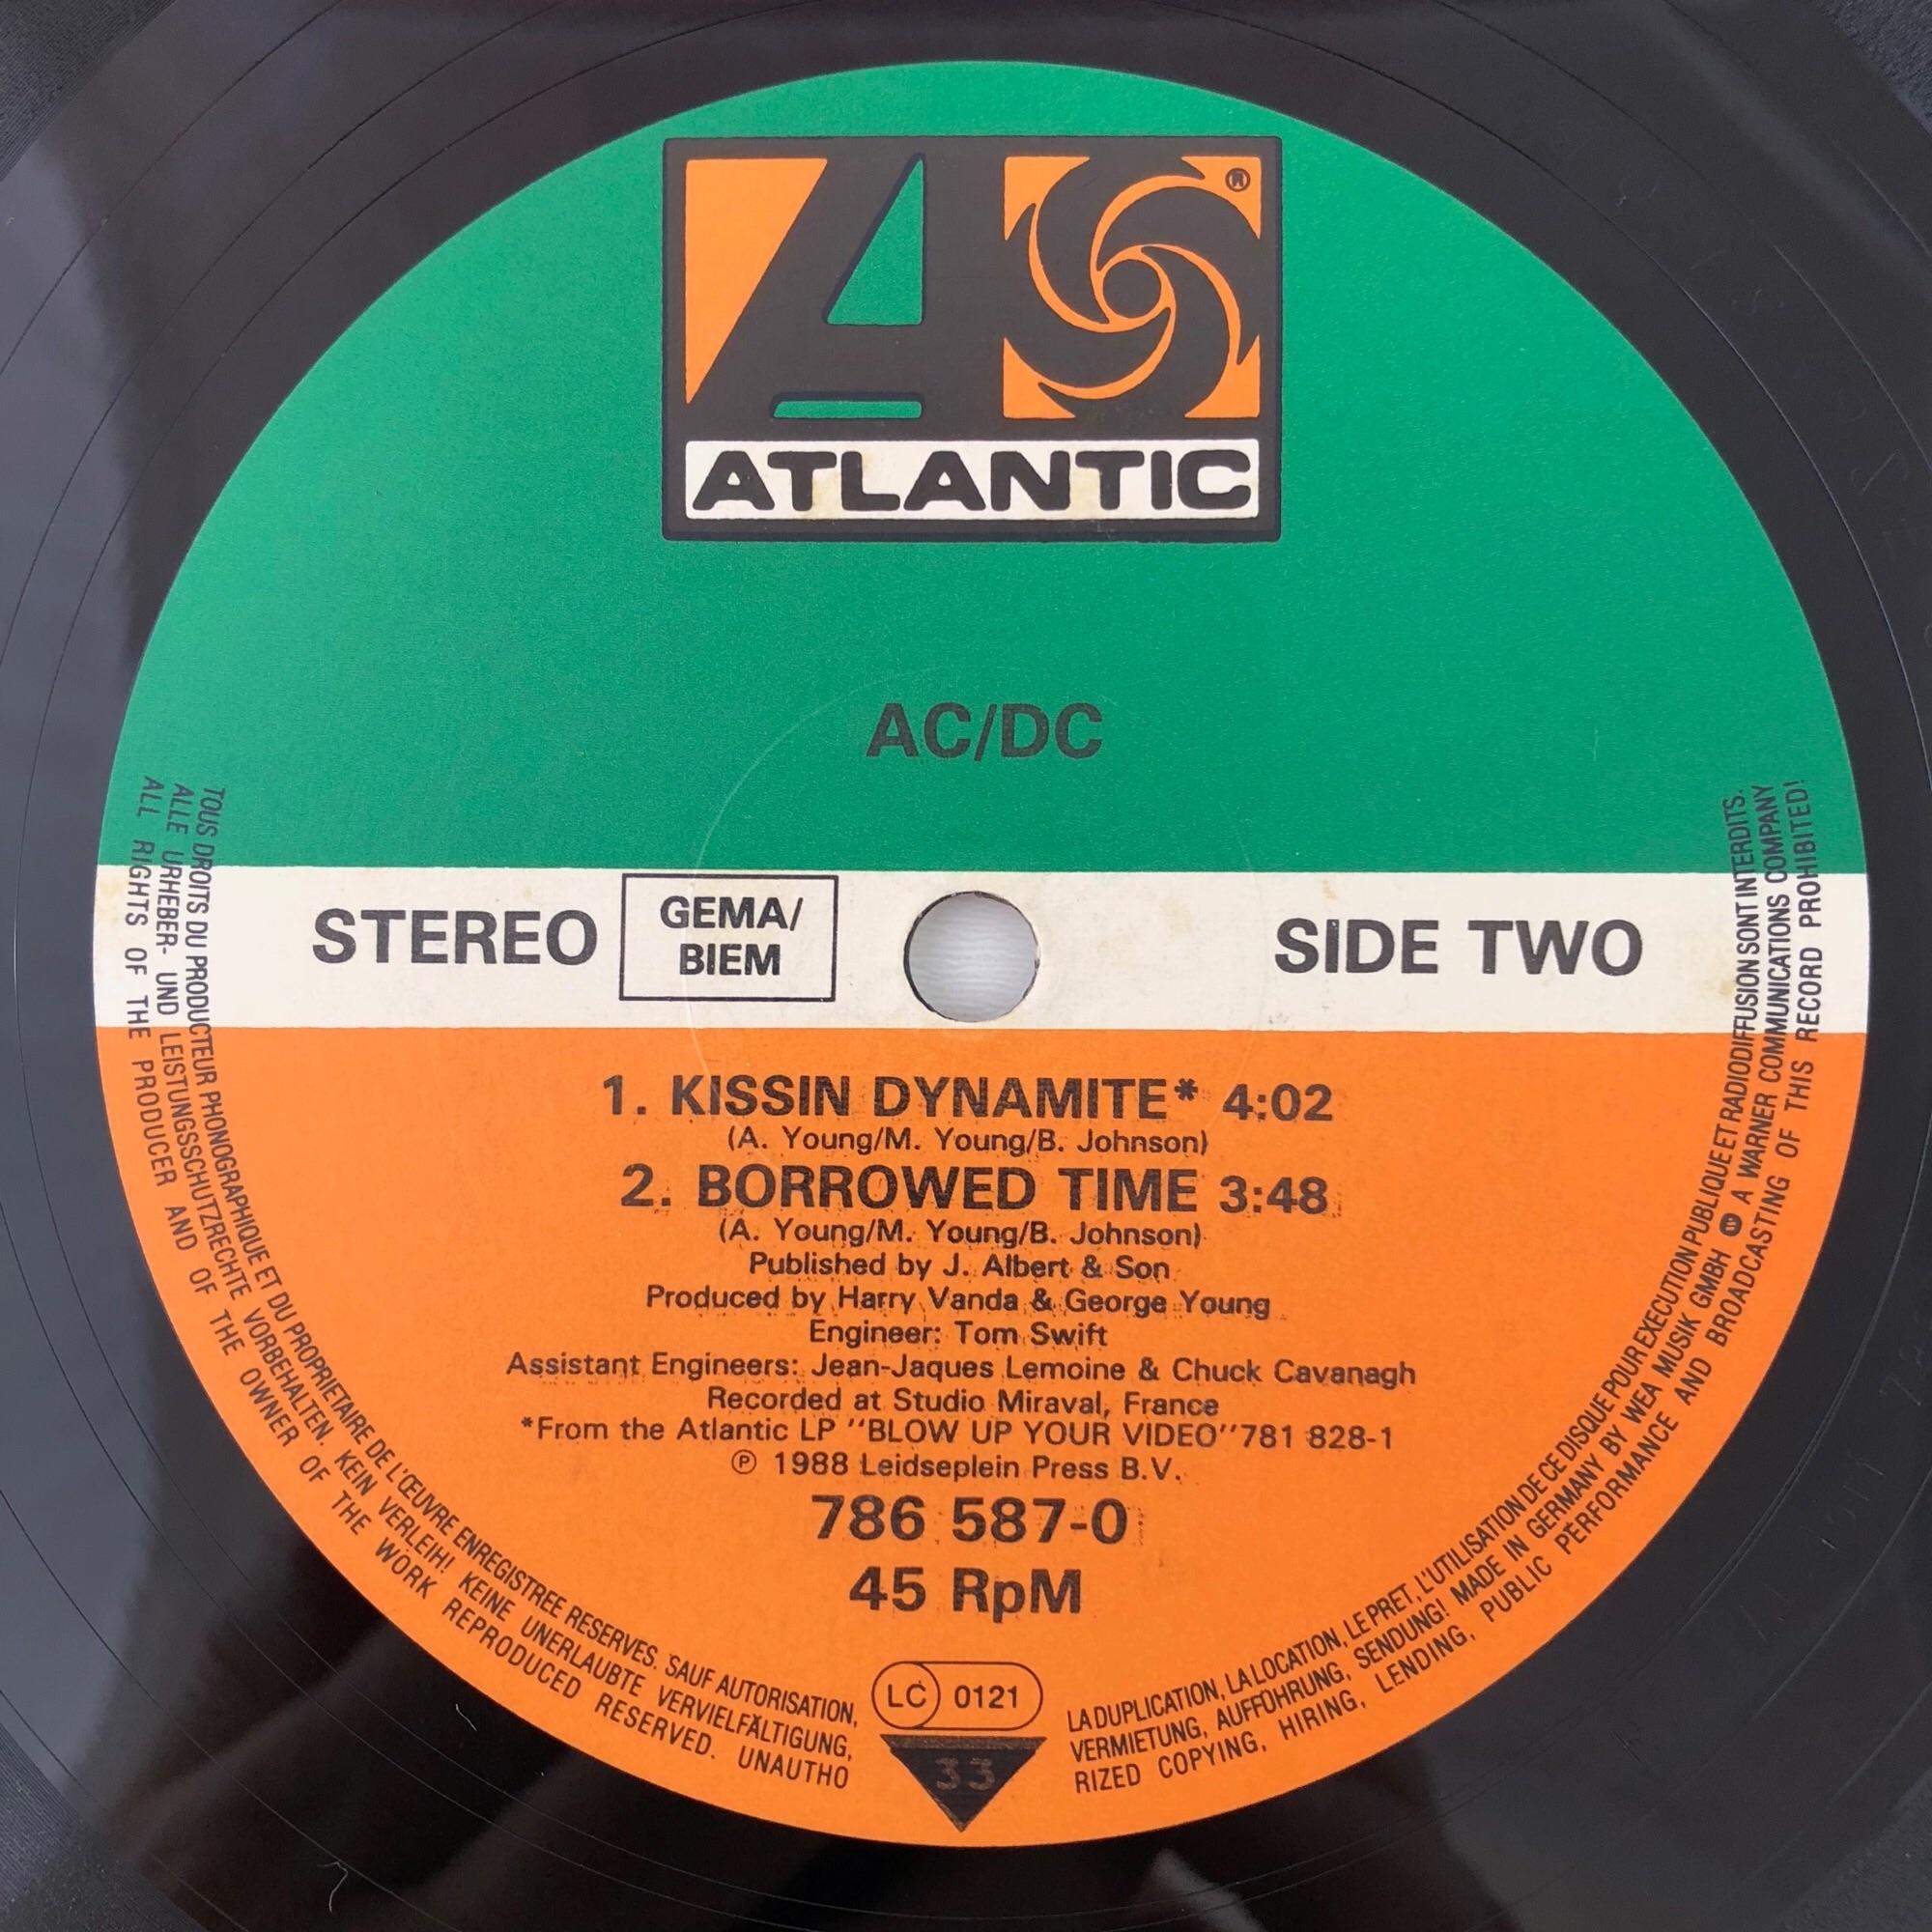 ®
ATLANTIC
AC/DC
STEREO
GEMA/
BIEM
SIDE TWO
1. KISSIN DYNAMITE* 4:02
(A. Young/M. Young/B. Johnson)
2. BORROWED TIME 3:48
(A. Young/M. Young/B. Johnson)
Published by J. Albert & Son
Produced by Harry Vanda & George Young
Engineer: Tom Swift
Assistant Engineers: Jean-Jaques Lemoine & Chuck Cavanagh
Recorded at Studio Miraval, France
*From the Atlantic LP ''BLOW UP YOUR VIDEO''781 828-1
℗ 1988 Leidseplein Press B.V.
786 587-0
45 RpM
LC 0121
33
TOUS DROITS DU PRODUCTEUR PHONOGRAPHIQUE ET DU PROPRIETAIRE DE L'ŒUVRE ENREGISTREE RESERVES. SAUF AUTORISATION, LA DUPLICATION, LA LOCATION, LE PRET, L'UTILISATION DE CE DISQUE POUR EXECUTION PUBLIQUE ET RADIODIFFUSION SONT INTERDITS.
ALLE URHEBER- UND LEISTUNGSSCHUTZRECHTE VORBEHALTEN. KEIN VERLEIH! KEINE UNERLAUBTE VERVIELFÄLTIGUNG, VERMIETUNG, AUFFÜHRUNG, SENDUNG! MADE IN GERMANY BY WEA MUSIK GMBH A WARNER COMMUNICATIONS COMPANY
ALL RIGHTS OF THE PRODUCER AND OF THE OWNER OF THE WORK REPRODUCED RESERVED. UNAUTHO RIZED COPYING, HIRING, LENDING, PUBLIC PERFORMANCE AND BROADCASTING OF THIS RECORD PROHIBITED!